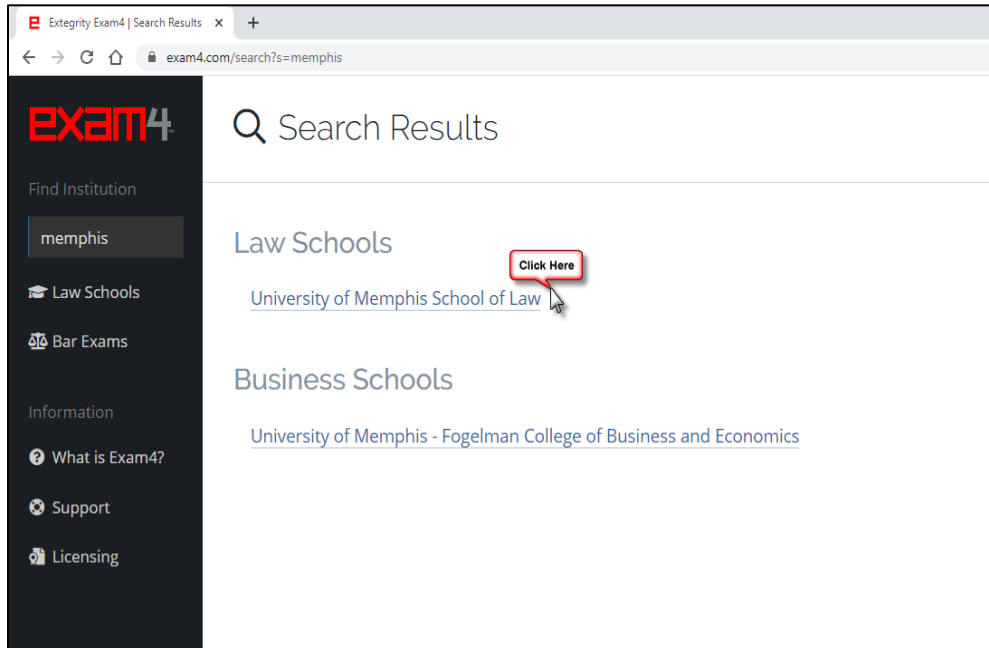 Extegrity Exam4 | Search Results
exam4.com/search?s=memphis
exam4™
Search Results
Find Institution
memphis
Law Schools
Bar Exams
Information
What is Exam4?
Support
Licensing
Law Schools
Click Here
University of Memphis School of Law
Business Schools
University of Memphis - Fogelman College of Business and Economics